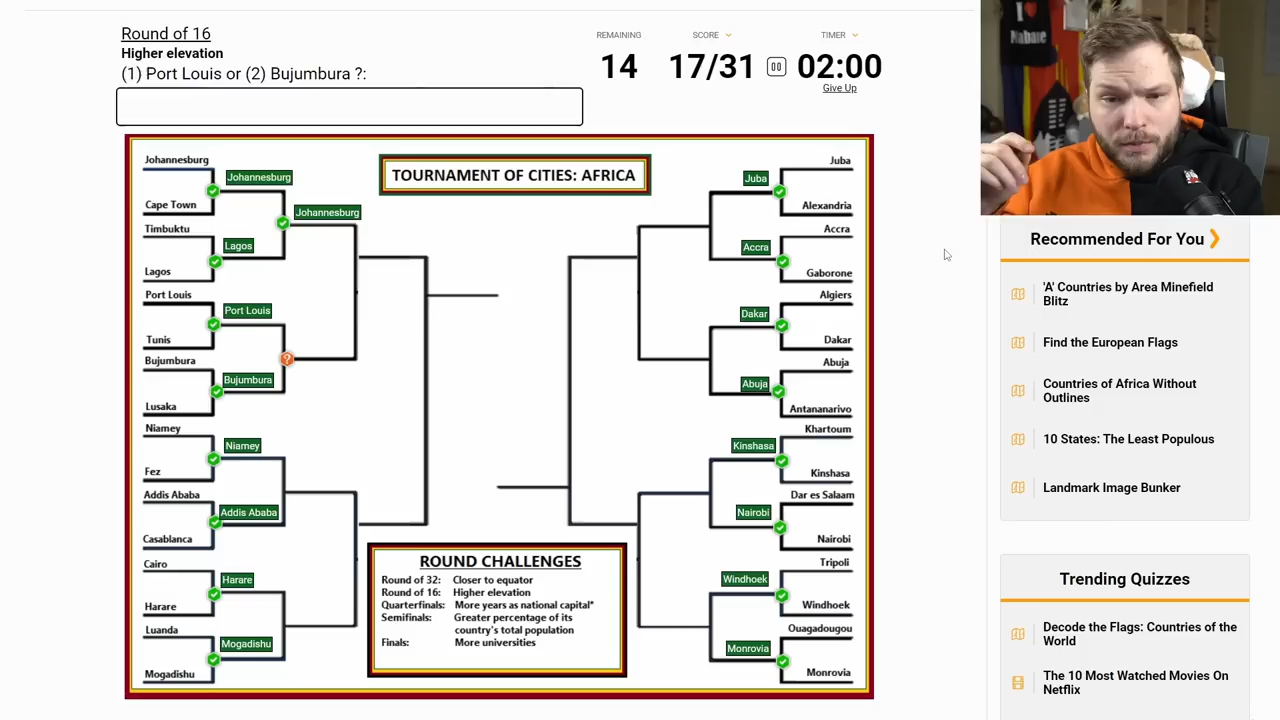 Round of 16
Higher elevation
(1) Port Louis or (2) Bujumbura ?:
REMAINING
14
SCORE
17/31
TIMER
02:00
Give Up
TOURNAMENT OF CITIES: AFRICA
Johannesburg
Cape Town
Timbuktu
Lagos
Port Louis
Tunis
Bujumbura
Lusaka
Niamey
Fez
Addis Ababa
Casablanca
Cairo
Harare
Luanda
Mogadishu
Johannesburg
Lagos
Port Louis
Bujumbura
Niamey
Addis Ababa
Harare
Mogadishu
Johannesburg
?
Juba
Accra
Dakar
Abuja
Kinshasa
Nairobi
Windhoek
Monrovia
Juba
Alexandria
Accra
Gaborone
Algiers
Dakar
Abuja
Antananarivo
Khartoum
Kinshasa
Dar es Salaam
Nairobi
Tripoli
Windhoek
Ouagadougou
Monrovia
ROUND CHALLENGES
Round of 32: Closer to equator
Round of 16: Higher elevation
Quarterfinals: More years as national capital*
Semifinals: Greater percentage of its
country's total population
Finals: More universities
Recommended For You
'A' Countries by Area Minefield
Blitz
Find the European Flags
Countries of Africa Without
Outlines
10 States: The Least Populous
Landmark Image Bunker
Trending Quizzes
Decode the Flags: Countries of the
World
The 10 Most Watched Movies On
Netflix